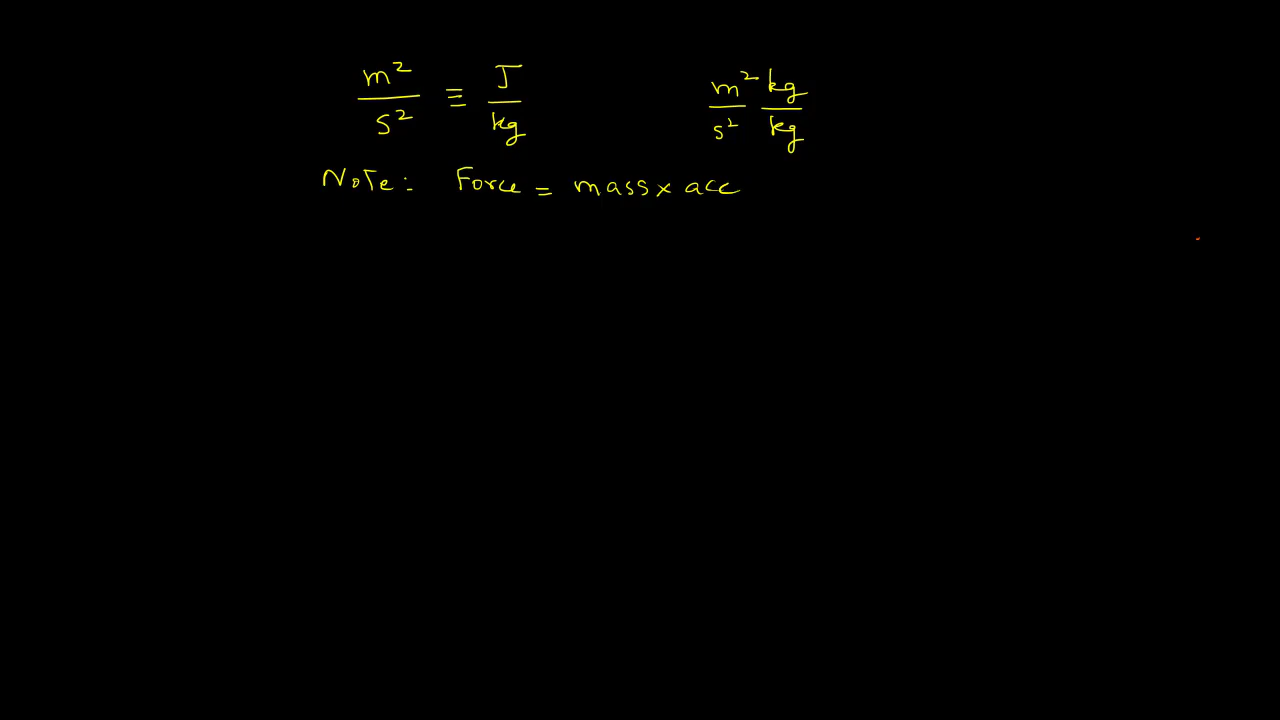 m²/s² ≡ J/kg m²/s² kg/kg
Note: Force = mass × acc